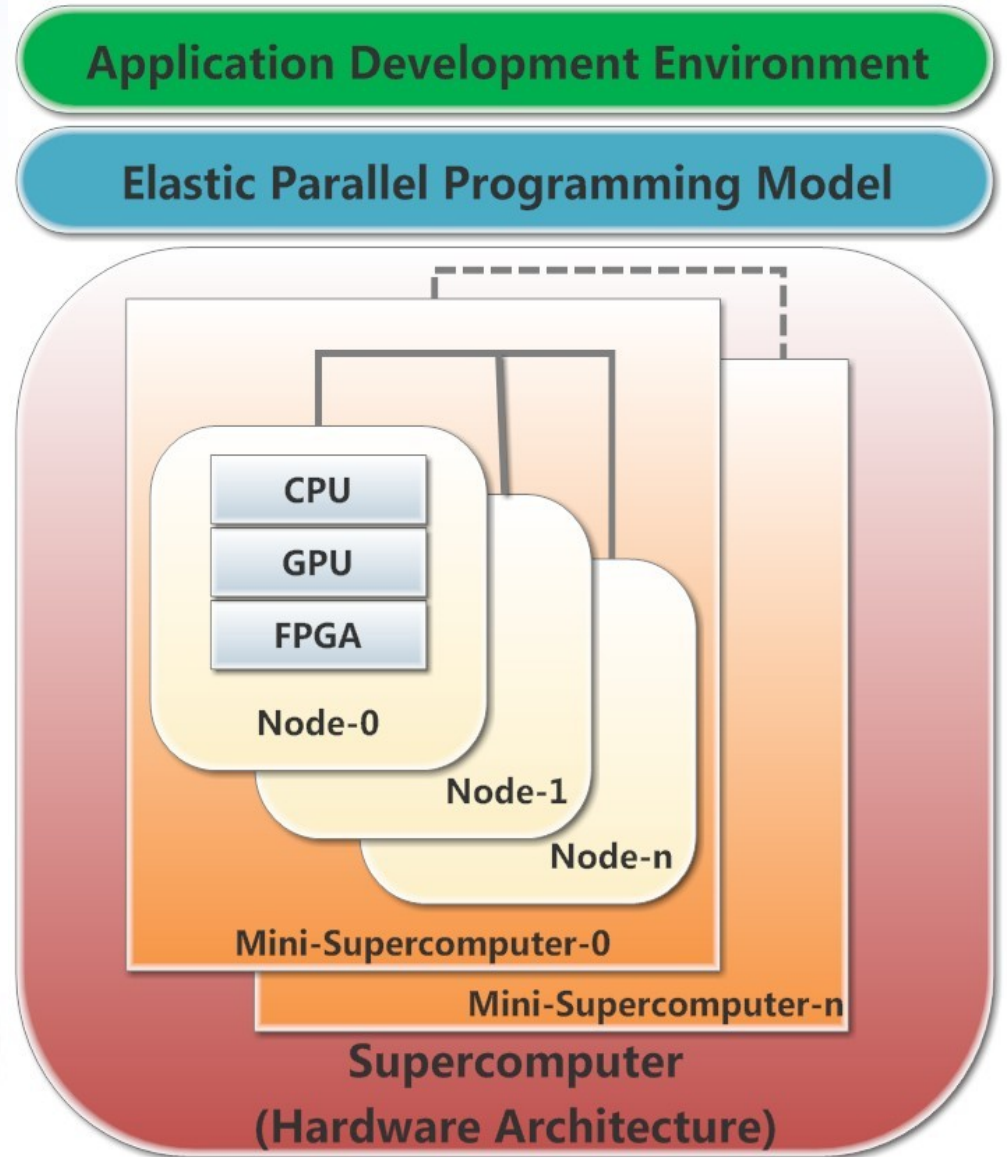 Application Development Environment
Elastic Parallel Programming Model
CPU
GPU
FPGA
Node-0
Node-1
Node-n
Mini-Supercomputer-0
Mini-Supercomputer-n
Supercomputer
(Hardware Architecture)